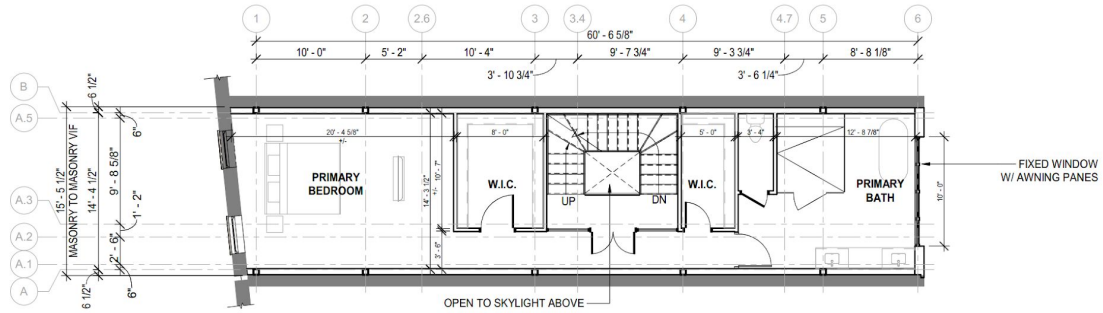 1 2 2.6 3 3.4 4 4.7 5 6
60' - 6 5/8"
10' - 0" 5' - 2" 10' - 4" 9' - 7 3/4" 9' - 3 3/4" 8' - 8 1/8"
3' - 10 3/4" 3' - 6 1/4"
B
A.5
A.3
A.2
A.1
A
MASONRY TO MASONRY VIF
15' - 5 1/2"
14' - 4 1/2"
6 1/2"
6"
9' - 8 5/8"
1' - 2"
2' - 6"
6 1/2"
6"
20' - 4 5/8"
+/-
8' - 0"
5' - 0"
3' - 4"
12' - 8 7/8"
14' - 3 1/2"
+/- 10' - 7"
3' - 6"
10' - 0"
PRIMARY
BEDROOM
W.I.C.
UP
DN
W.I.C.
PRIMARY
BATH
FIXED WINDOW
W/ AWNING PANES
OPEN TO SKYLIGHT ABOVE